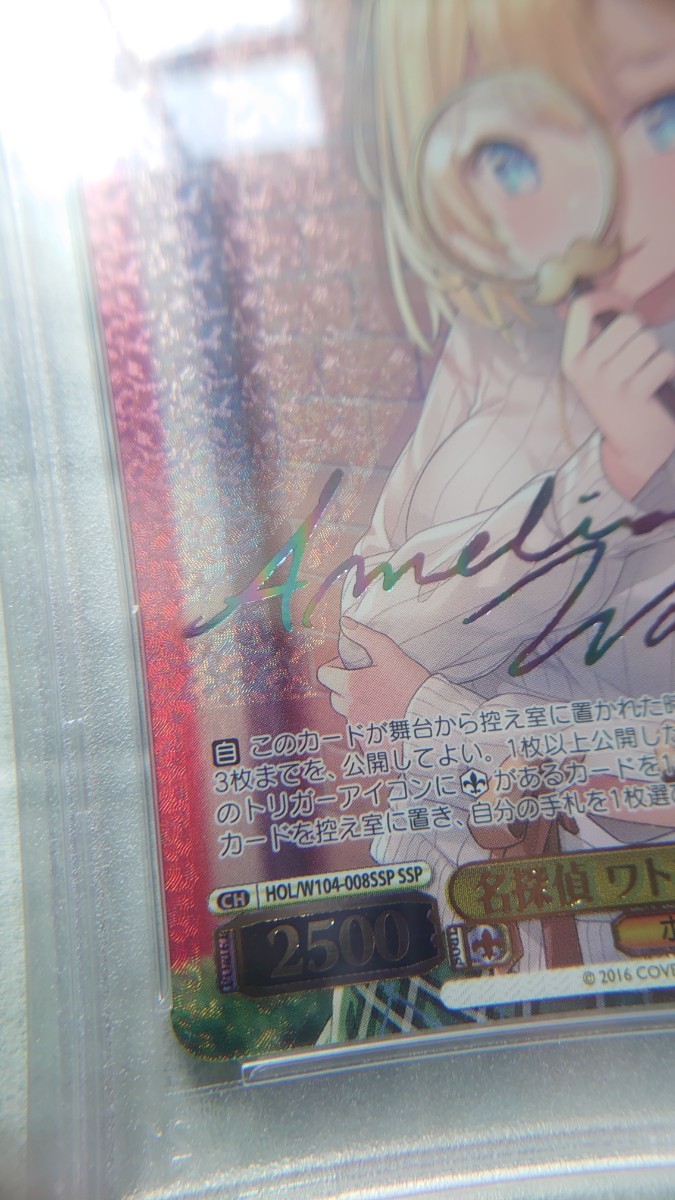 Amelia
Wa
自 このカードが舞台から控え室に置かれた時
3枚までを、公開してよい。1枚以上公開した
のトリガーアイコンに があるカードを1
カードを控え室に置き、自分の手札を1枚選
CH HOL/W104-008SSP SSP
名探偵 ワト
2500
ホ
© 2016 COVE